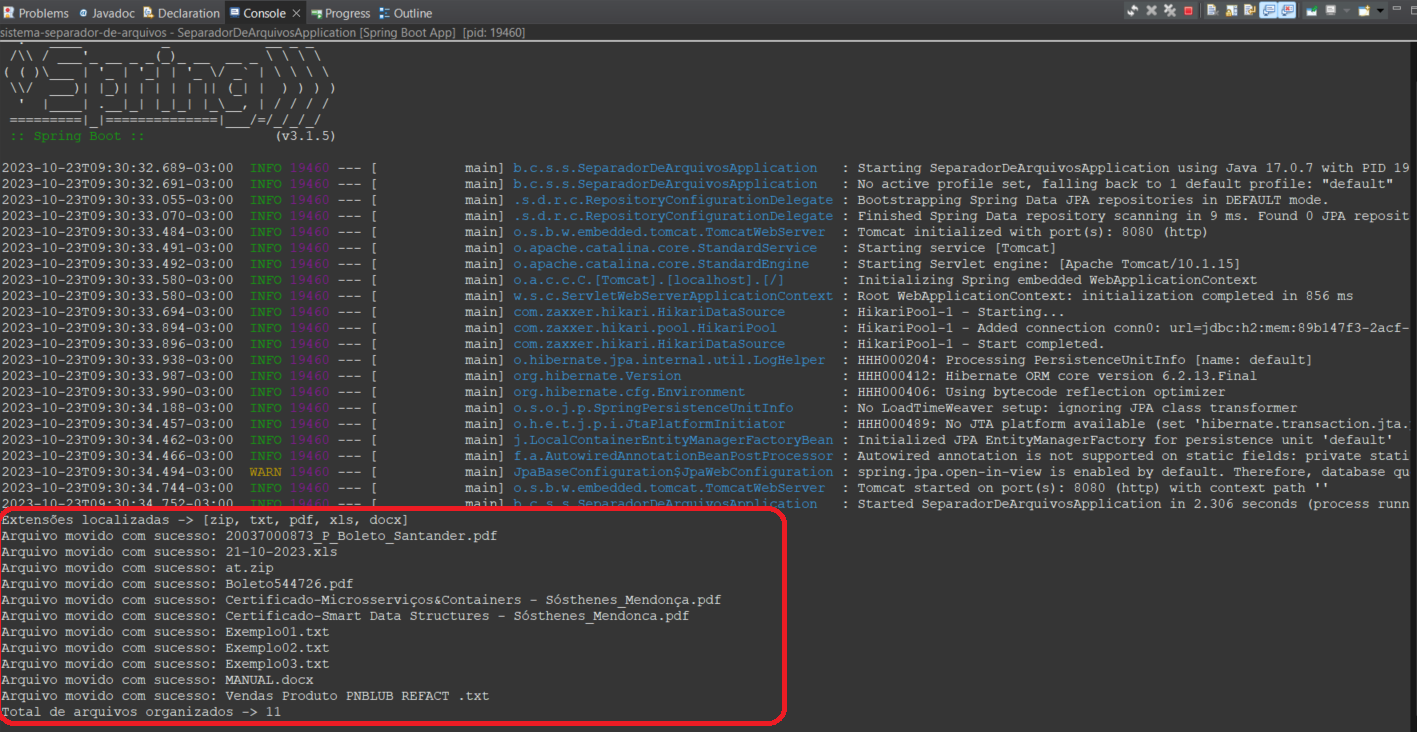 Problems Javadoc Declaration Console Progress Outline
sistema-separador-de-arquivos - SeparadorDeArquivosApplication [Spring Boot App] [pid: 19460]
:: Spring Boot :: (v3.1.5)
2023-10-23T09:30:32.689-03:00 INFO 19460 --- [ main] b.c.s.s.SeparadorDeArquivosApplication : Starting SeparadorDeArquivosApplication using Java 17.0.7 with PID 19
2023-10-23T09:30:32.691-03:00 INFO 19460 --- [ main] b.c.s.s.SeparadorDeArquivosApplication : No active profile set, falling back to 1 default profile: "default"
2023-10-23T09:30:33.055-03:00 INFO 19460 --- [ main] .s.d.r.c.RepositoryConfigurationDelegate : Bootstrapping Spring Data JPA repositories in DEFAULT mode.
2023-10-23T09:30:33.070-03:00 INFO 19460 --- [ main] .s.d.r.c.RepositoryConfigurationDelegate : Finished Spring Data repository scanning in 9 ms. Found 0 JPA reposit
2023-10-23T09:30:33.484-03:00 INFO 19460 --- [ main] o.s.b.w.embedded.tomcat.TomcatWebServer : Tomcat initialized with port(s): 8080 (http)
2023-10-23T09:30:33.491-03:00 INFO 19460 --- [ main] o.apache.catalina.core.StandardService : Starting service [Tomcat]
2023-10-23T09:30:33.492-03:00 INFO 19460 --- [ main] o.apache.catalina.core.StandardEngine : Starting Servlet engine: [Apache Tomcat/10.1.15]
2023-10-23T09:30:33.580-03:00 INFO 19460 --- [ main] o.a.c.c.C.[Tomcat].[localhost].[/] : Initializing Spring embedded WebApplicationContext
2023-10-23T09:30:33.580-03:00 INFO 19460 --- [ main] w.s.c.ServletWebServerApplicationContext : Root WebApplicationContext: initialization completed in 856 ms
2023-10-23T09:30:33.694-03:00 INFO 19460 --- [ main] com.zaxxer.hikari.HikariDataSource : HikariPool-1 - Starting...
2023-10-23T09:30:33.894-03:00 INFO 19460 --- [ main] com.zaxxer.hikari.pool.HikariPool : HikariPool-1 - Added connection conn0: url=jdbc:h2:mem:89b147f3-2acf-
2023-10-23T09:30:33.896-03:00 INFO 19460 --- [ main] com.zaxxer.hikari.HikariDataSource : HikariPool-1 - Start completed.
2023-10-23T09:30:33.938-03:00 INFO 19460 --- [ main] o.hibernate.jpa.internal.util.LogHelper : HHH000204: Processing PersistenceUnitInfo [name: default]
2023-10-23T09:30:33.987-03:00 INFO 19460 --- [ main] org.hibernate.Version : HHH000412: Hibernate ORM core version 6.2.13.Final
2023-10-23T09:30:33.990-03:00 INFO 19460 --- [ main] org.hibernate.cfg.Environment : HHH000406: Using bytecode reflection optimizer
2023-10-23T09:30:34.188-03:00 INFO 19460 --- [ main] o.s.o.j.p.SpringPersistenceUnitInfo : No LoadTimeWeaver setup: ignoring JPA class transformer
2023-10-23T09:30:34.457-03:00 INFO 19460 --- [ main] o.h.e.t.j.p.i.JtaPlatformInitiator : HHH000489: No JTA platform available (set 'hibernate.transaction.jta.
2023-10-23T09:30:34.462-03:00 INFO 19460 --- [ main] j.LocalContainerEntityManagerFactoryBean : Initialized JPA EntityManagerFactory for persistence unit 'default'
2023-10-23T09:30:34.466-03:00 INFO 19460 --- [ main] f.a.AutowiredAnnotationBeanPostProcessor : Autowired annotation is not supported on static fields: private stati
2023-10-23T09:30:34.494-03:00 WARN 19460 --- [ main] JpaBaseConfiguration$JpaWebConfiguration : spring.jpa.open-in-view is enabled by default. Therefore, database qu
2023-10-23T09:30:34.744-03:00 INFO 19460 --- [ main] o.s.b.w.embedded.tomcat.TomcatWebServer : Tomcat started on port(s): 8080 (http) with context path ''
2023-10-23T09:30:34.752-03:00 INFO 19460 --- [ main] b.c.s.s.SeparadorDeArquivosApplication : Started SeparadorDeArquivosApplication in 2.306 seconds (process runn
Extensões localizadas -> [zip, txt, pdf, xls, docx]
Arquivo movido com sucesso: 20037000873_P_Boleto_Santander.pdf
Arquivo movido com sucesso: 21-10-2023.xls
Arquivo movido com sucesso: at.zip
Arquivo movido com sucesso: Boleto544726.pdf
Arquivo movido com sucesso: Certificado-Microsserviços&Containers - Sósthenes_Mendonça.pdf
Arquivo movido com sucesso: Certificado-Smart Data Structures - Sósthenes_Mendonca.pdf
Arquivo movido com sucesso: Exemplo01.txt
Arquivo movido com sucesso: Exemplo02.txt
Arquivo movido com sucesso: Exemplo03.txt
Arquivo movido com sucesso: MANUAL.docx
Arquivo movido com sucesso: Vendas Produto PNBLUB REFACT .txt
Total de arquivos organizados -> 11